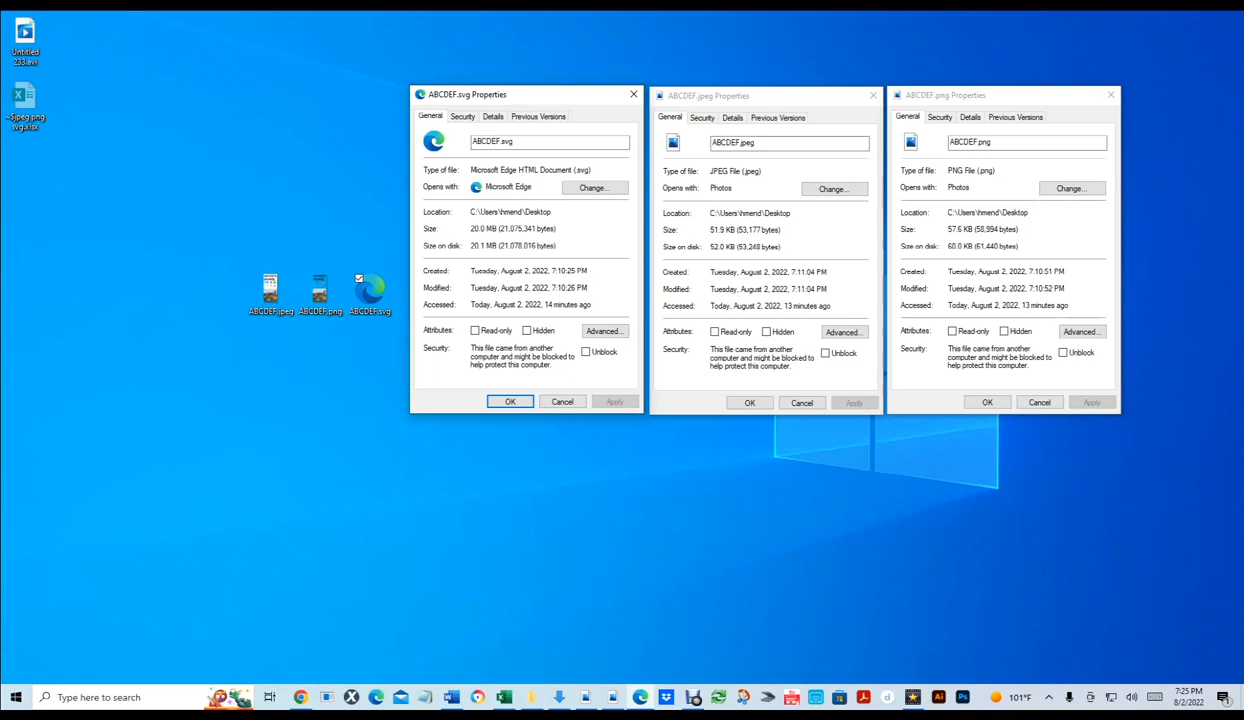 Untitled
233.avi
~$jpeg png
svg.xlsx
ABCDEF.jpeg
ABCDEF.png
ABCDEF.svg
ABCDEF.svg Properties
General
Security
Details
Previous Versions
ABCDEF.svg
Type of file: Microsoft Edge HTML Document (.svg)
Opens with: Microsoft Edge
Change...
Location: C:\Users\hmend\Desktop
Size: 20.0 MB (21,075,341 bytes)
Size on disk: 20.1 MB (21,078,016 bytes)
Created: Tuesday, August 2, 2022, 7:10:25 PM
Modified: Tuesday, August 2, 2022, 7:10:26 PM
Accessed: Today, August 2, 2022, 14 minutes ago
Attributes: Read-only Hidden Advanced...
Security: This file came from another
computer and might be blocked to
help protect this computer.
Unblock
OK Cancel Apply
ABCDEF.jpeg Properties
General
Security
Details
Previous Versions
ABCDEF.jpeg
Type of file: JPEG File (.jpeg)
Opens with: Photos
Change...
Location: C:\Users\hmend\Desktop
Size: 51.9 KB (53,177 bytes)
Size on disk: 52.0 KB (53,248 bytes)
Created: Tuesday, August 2, 2022, 7:11:04 PM
Modified: Tuesday, August 2, 2022, 7:11:04 PM
Accessed: Today, August 2, 2022, 13 minutes ago
Attributes: Read-only Hidden Advanced...
Security: This file came from another
computer and might be blocked to
help protect this computer.
Unblock
OK Cancel Apply
ABCDEF.png Properties
General
Security
Details
Previous Versions
ABCDEF.png
Type of file: PNG File (.png)
Opens with: Photos
Change...
Location: C:\Users\hmend\Desktop
Size: 57.6 KB (58,994 bytes)
Size on disk: 60.0 KB (61,440 bytes)
Created: Tuesday, August 2, 2022, 7:10:51 PM
Modified: Tuesday, August 2, 2022, 7:10:52 PM
Accessed: Today, August 2, 2022, 13 minutes ago
Attributes: Read-only Hidden Advanced...
Security: This file came from another
computer and might be blocked to
help protect this computer.
Unblock
OK Cancel Apply
Type here to search
Ai
Ps
101°F
7:25 PM
8/2/2022